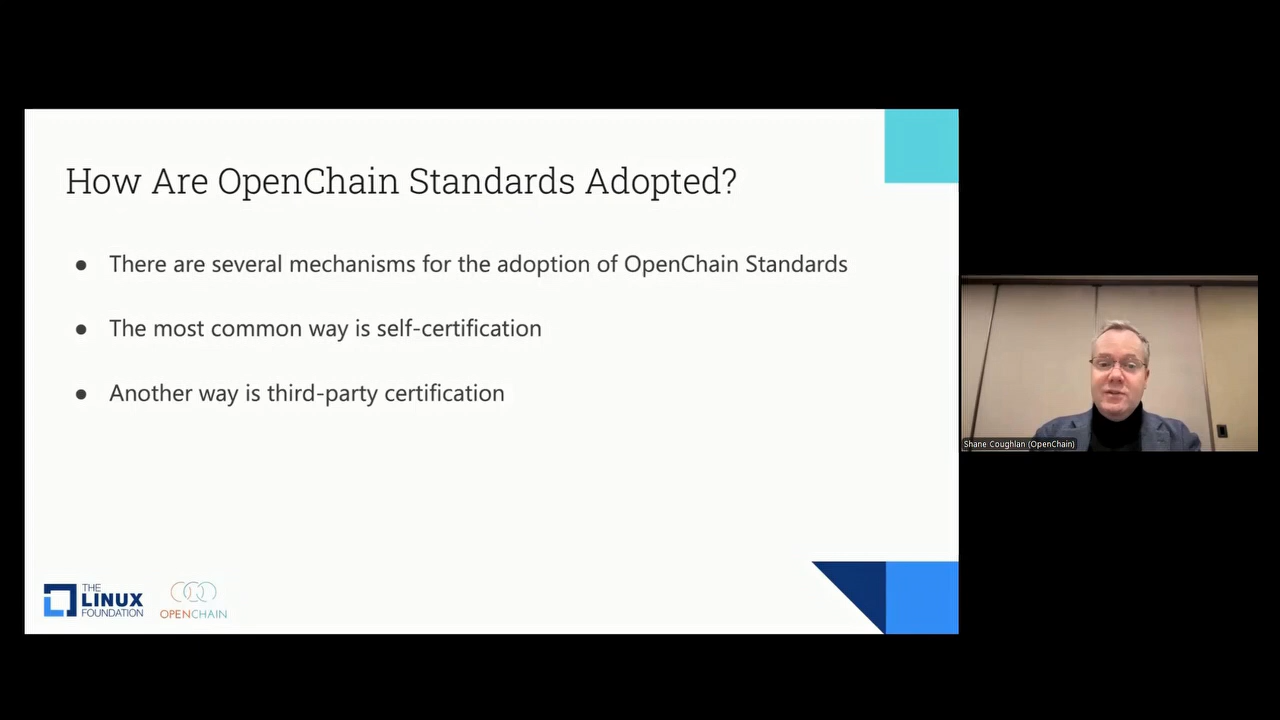 How Are OpenChain Standards Adopted?
● There are several mechanisms for the adoption of OpenChain Standards
● The most common way is self-certification
● Another way is third-party certification
THE
LINUX
FOUNDATION
OPENCHAIN
Shane Coughlan (OpenChain)